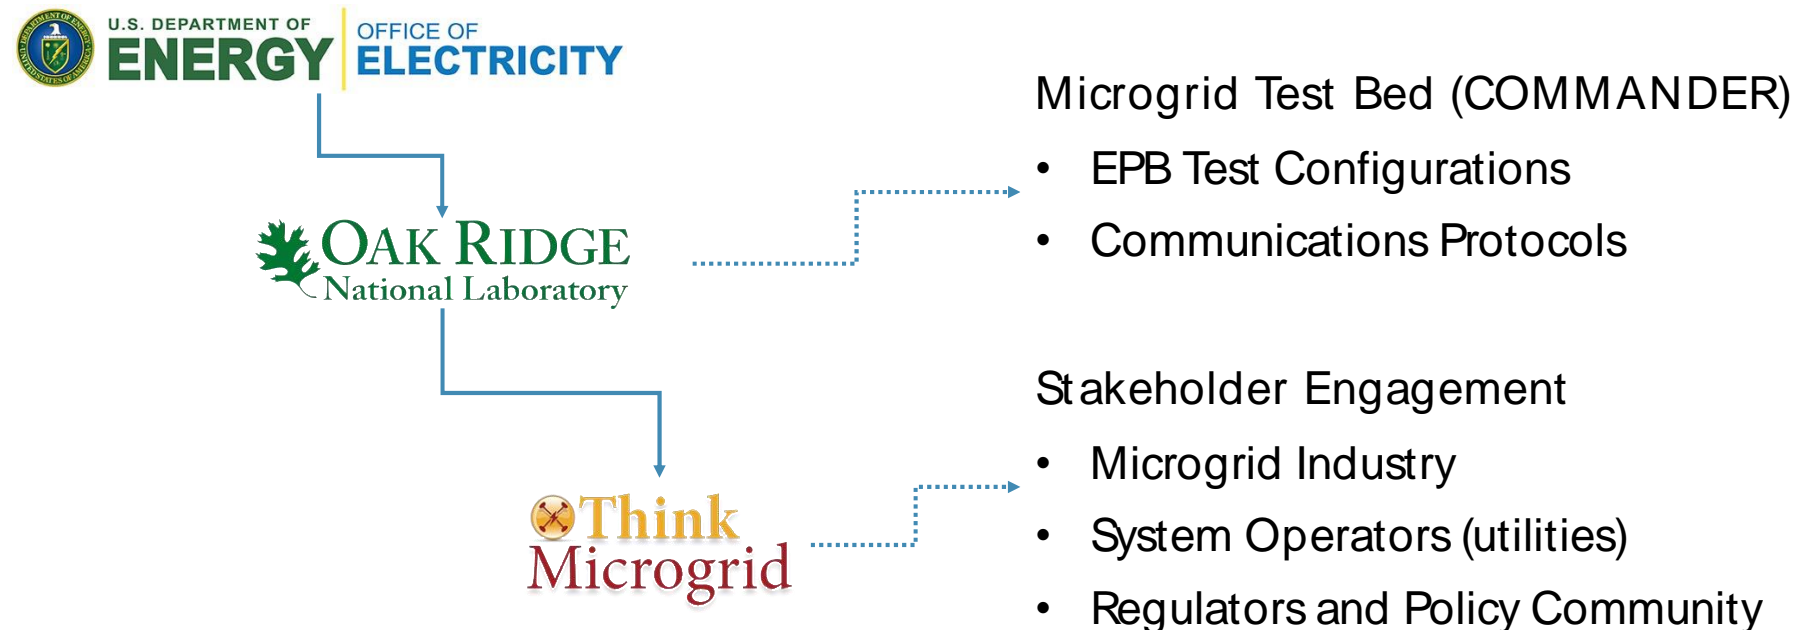 U.S. DEPARTMENT OF
ENERGY
OFFICE OF
ELECTRICITY
OAK RIDGE
National Laboratory
Think
Microgrid
Microgrid Test Bed (COMMANDER)
• EPB Test Configurations
• Communications Protocols
Stakeholder Engagement
• Microgrid Industry
• System Operators (utilities)
• Regulators and Policy Community